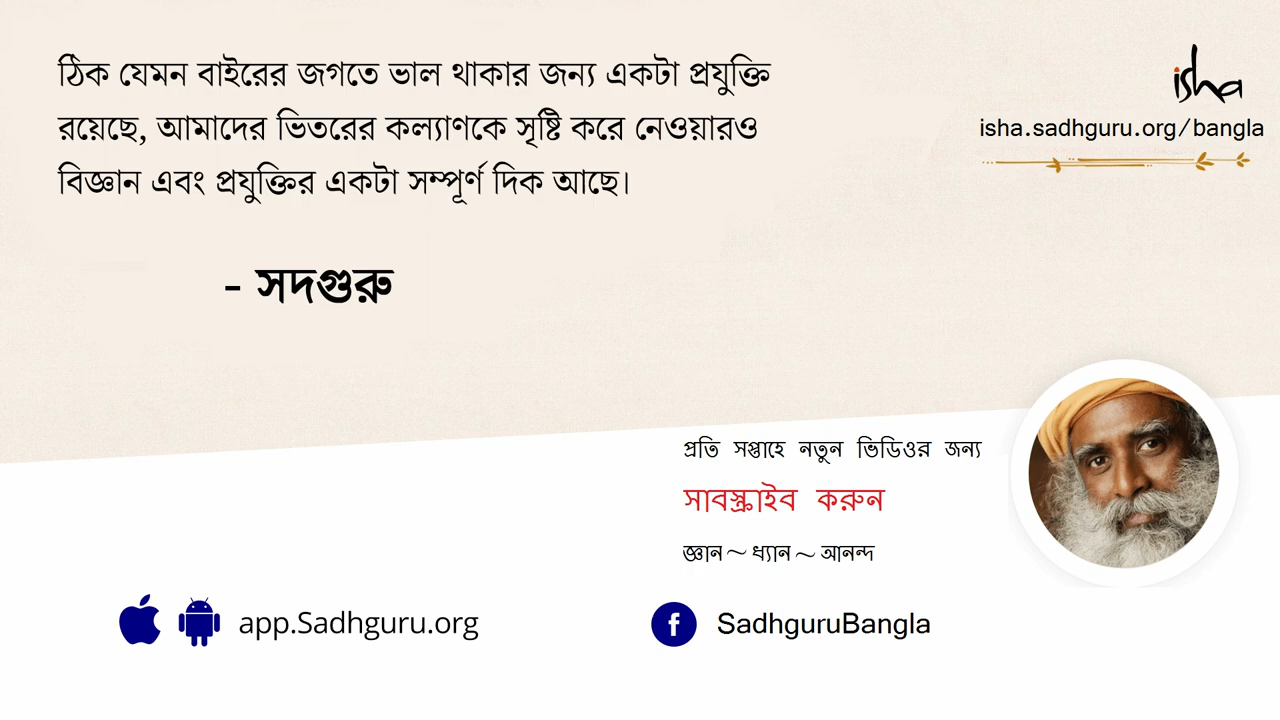 ঠিক যেমন বাইরের জগতে ভাল থাকার জন্য একটা প্রযুক্তি
রয়েছে, আমাদের ভিতরের কল্যাণকে সৃষ্টি করে নেওয়ারও
বিজ্ঞান এবং প্রযুক্তির একটা সম্পূর্ণ দিক আছে।
- সদগুরু
isha
isha.sadhguru.org/bangla
প্রতি সপ্তাহে নতুন ভিডিওর জন্য
সাবস্ক্রাইব করুন
জ্ঞান ~ ধ্যান ~ আনন্দ
app.Sadhguru.org
f SadhguruBangla